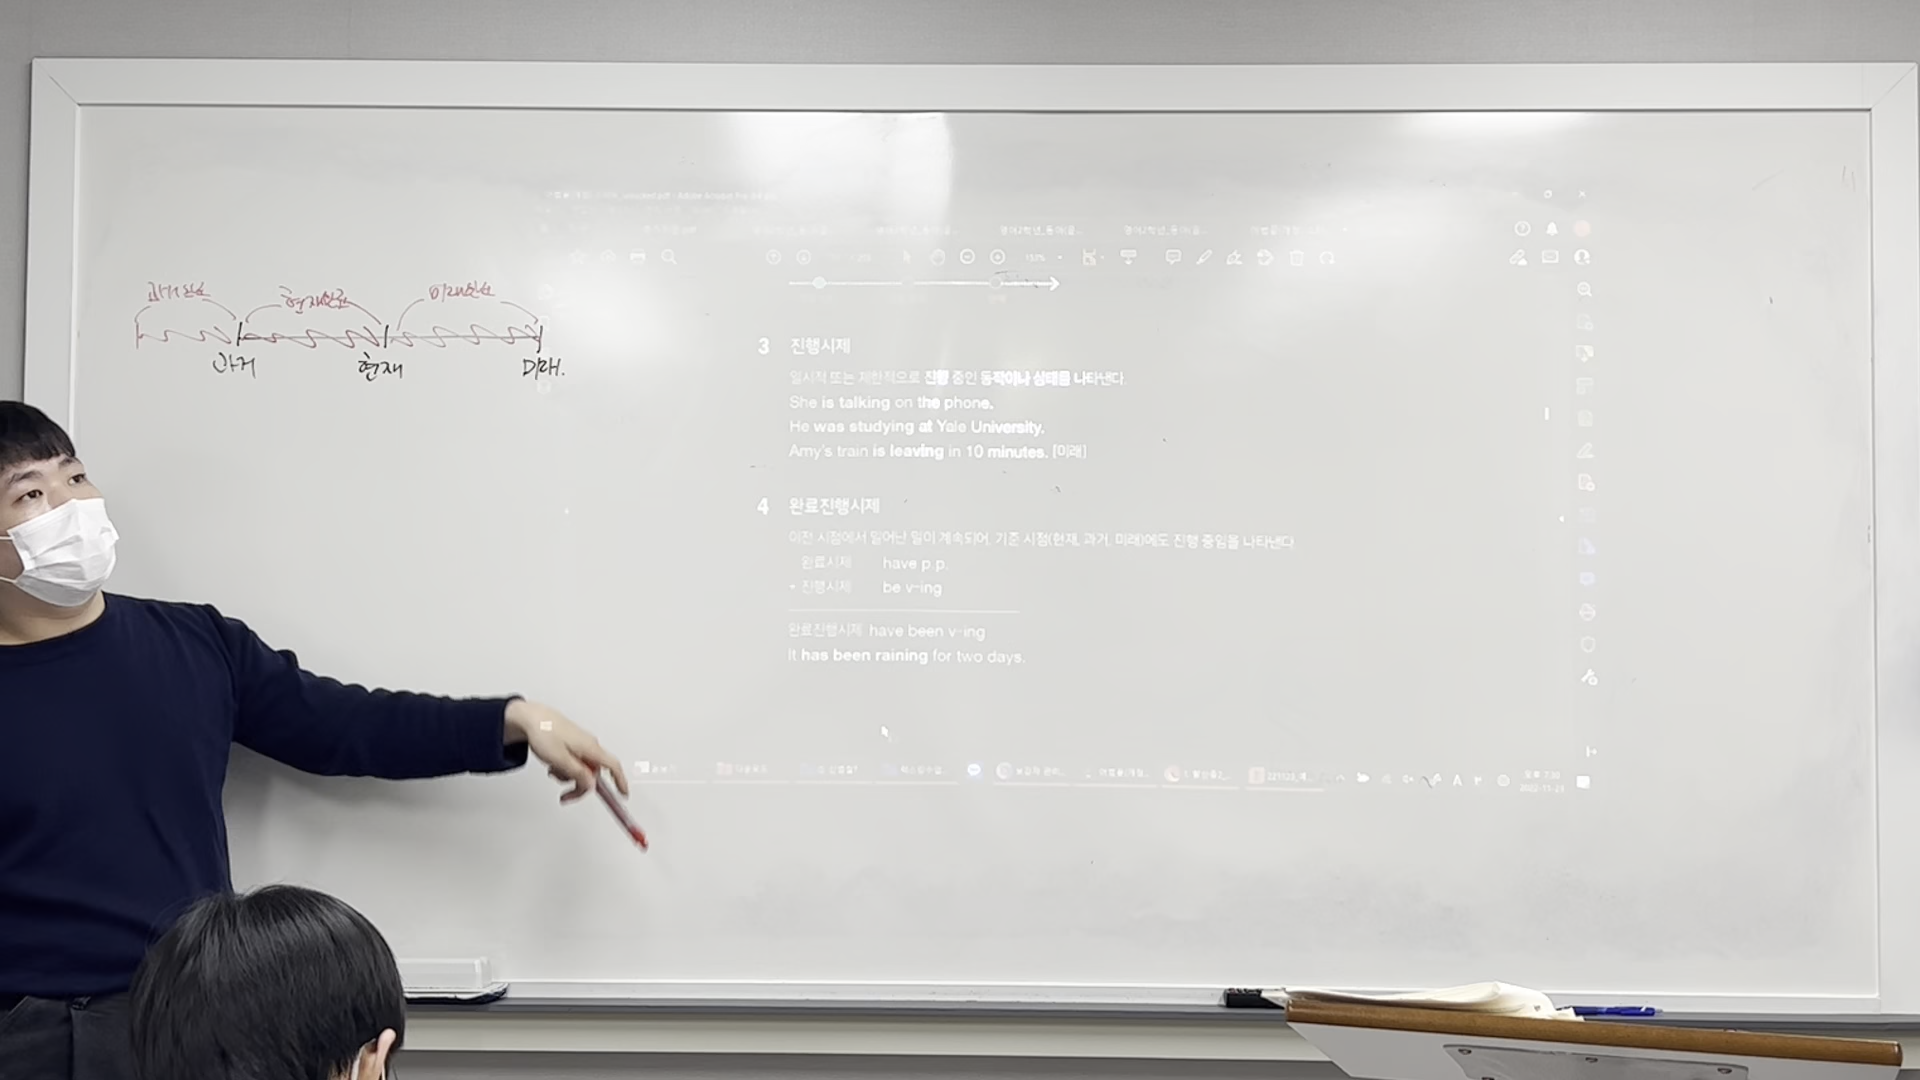 과거완료
현재완료
미래완료
과거
현재
미래.
Adobe Acrobat Pro
3 진행시제
일시적 또는 제한적으로 진행 중인 동작이나 상태를 나타낸다.
She is talking on the phone.
He was studying at Yale University.
Amy's train is leaving in 10 minutes. [미래]
4 완료진행시제
이전 시점에서 일어난 일이 계속되어, 기준 시점(현재, 과거, 미래)에도 진행 중임을 나타낸다.
완료시제 have p.p.
+ 진행시제 be v-ing
완료진행시제 have been v-ing
It has been raining for two days.
A
2022-11-21